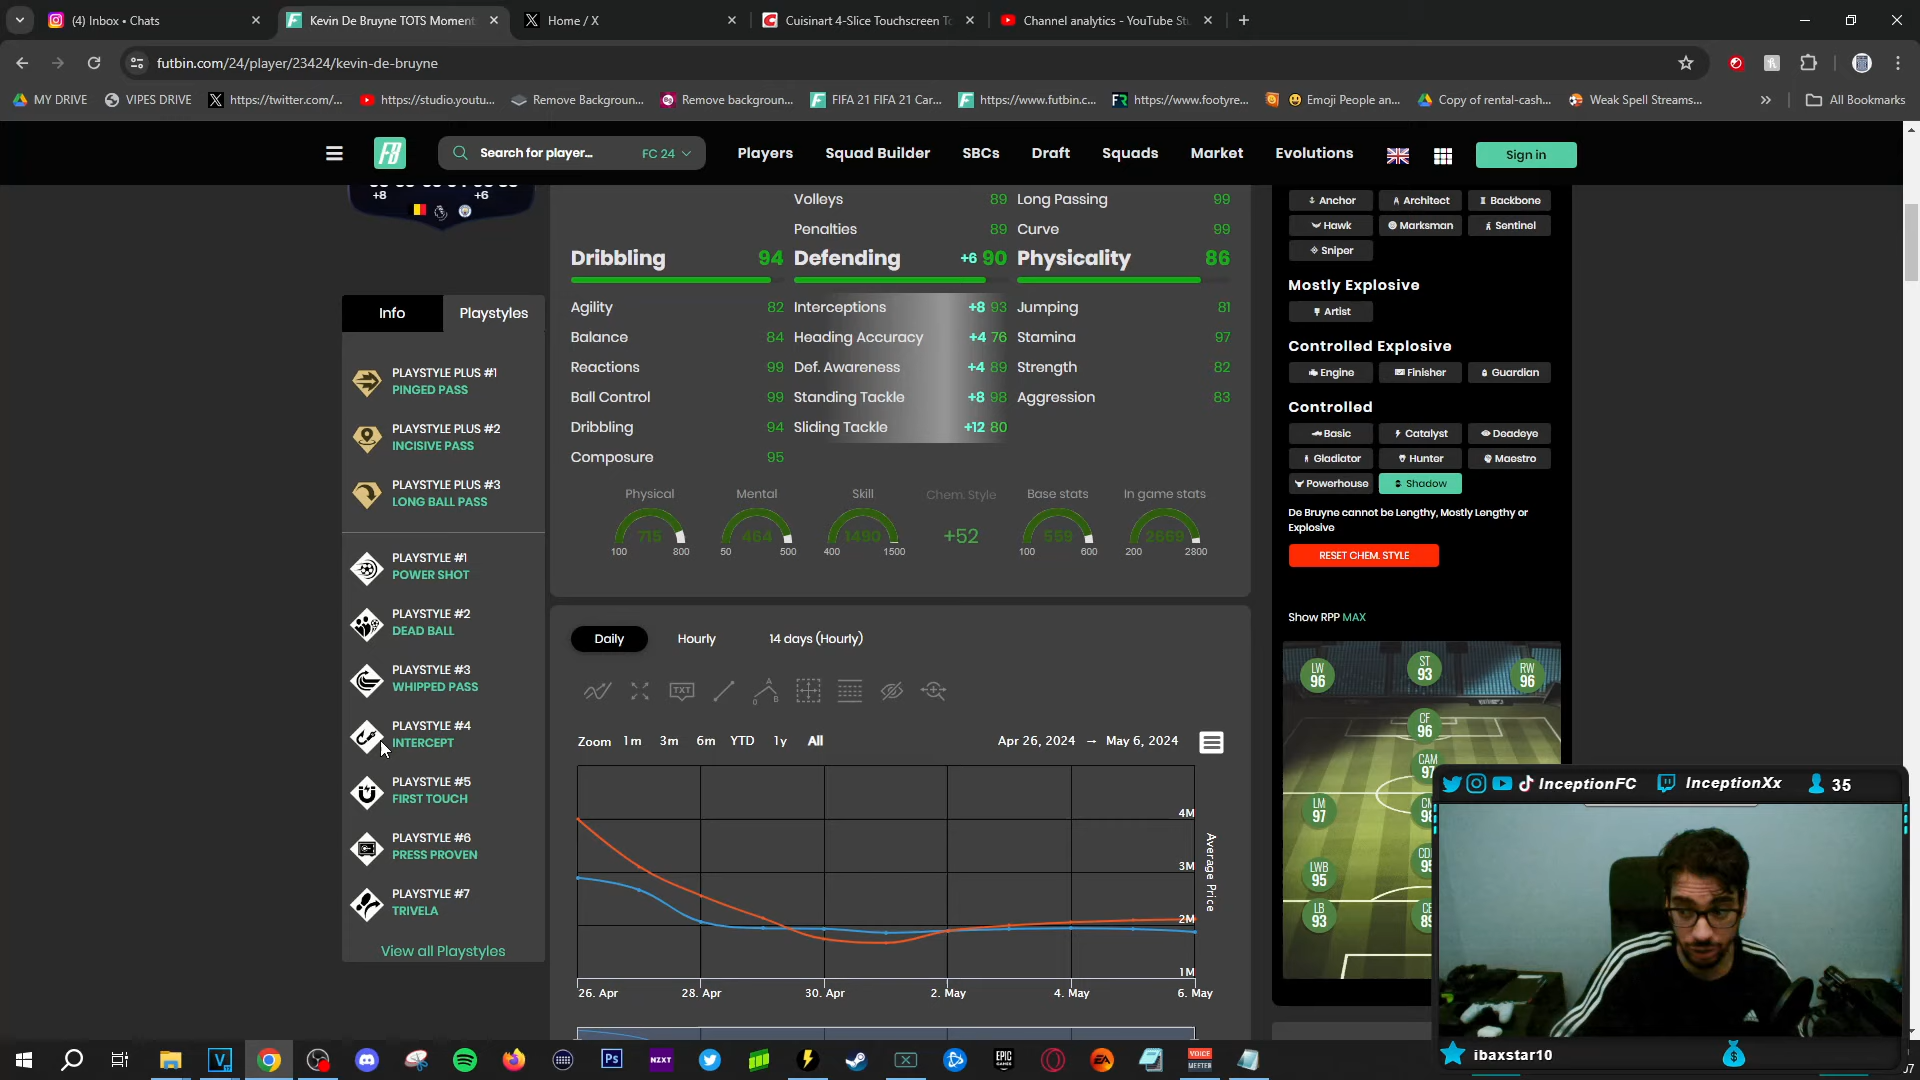 (4) Inbox • Chats
Kevin De Bruyne TOTS Moment
Home / X
Cuisinart 4-Slice Touchscreen To
Channel analytics - YouTube Stu
futbin.com/24/player/23424/kevin-de-bruyne
MY DRIVE
VIPES DRIVE
https://twitter.com/...
https://studio.youtu...
Remove Backgroun...
Remove background...
FIFA 21 FIFA 21 Car...
https://www.futbin.c...
https://www.footyre...
Emoji People an...
Copy of rental-cash...
Weak Spell Streams...
All Bookmarks
FB
Search for player...
FC 24
Players
Squad Builder
SBCs
Draft
Squads
Market
Evolutions
Sign in
+8
+6
Info
Playstyles
PLAYSTYLE PLUS #1
PINGED PASS
PLAYSTYLE PLUS #2
INCISIVE PASS
PLAYSTYLE PLUS #3
LONG BALL PASS
PLAYSTYLE #1
POWER SHOT
PLAYSTYLE #2
DEAD BALL
PLAYSTYLE #3
WHIPPED PASS
PLAYSTYLE #4
INTERCEPT
PLAYSTYLE #5
FIRST TOUCH
PLAYSTYLE #6
PRESS PROVEN
PLAYSTYLE #7
TRIVELA
View all Playstyles
Volleys 89
Long Passing 99
Penalties 89
Curve 99
Dribbling 94
Agility 82
Balance 84
Reactions 99
Ball Control 99
Dribbling 94
Composure 95
Defending +6 90
Interceptions +8 93
Heading Accuracy +4 76
Def. Awareness +4 89
Standing Tackle +8 98
Sliding Tackle +12 80
Physicality 86
Jumping 81
Stamina 97
Strength 82
Aggression 83
Physical
715
100 800
Mental
464
50 500
Skill
1490
400 1500
Chem. Style
+52
Base stats
559
100 600
In game stats
2669
200 2800
Daily
Hourly
14 days (Hourly)
TXT
Zoom 1m 3m 6m YTD 1y All
Apr 26, 2024 → May 6, 2024
4M
3M
2M
1M
Average Price
26. Apr
28. Apr
30. Apr
2. May
4. May
6. May
Anchor
Architect
Backbone
Hawk
Marksman
Sentinel
Sniper
Mostly Explosive
Artist
Controlled Explosive
Engine
Finisher
Guardian
Controlled
Basic
Catalyst
Deadeye
Gladiator
Hunter
Maestro
Powerhouse
Shadow
De Bruyne cannot be Lengthy, Mostly Lengthy or
Explosive
RESET CHEM. STYLE
Show RPP MAX
LW
96
ST
93
RW
96
CF
96
CAM
97
LM
97
LWB
95
LB
93
InceptionFC
InceptionXx
35
ibaxstar10
Ps
NZXT
EPIC GAMES
EA
VOICE MEETER